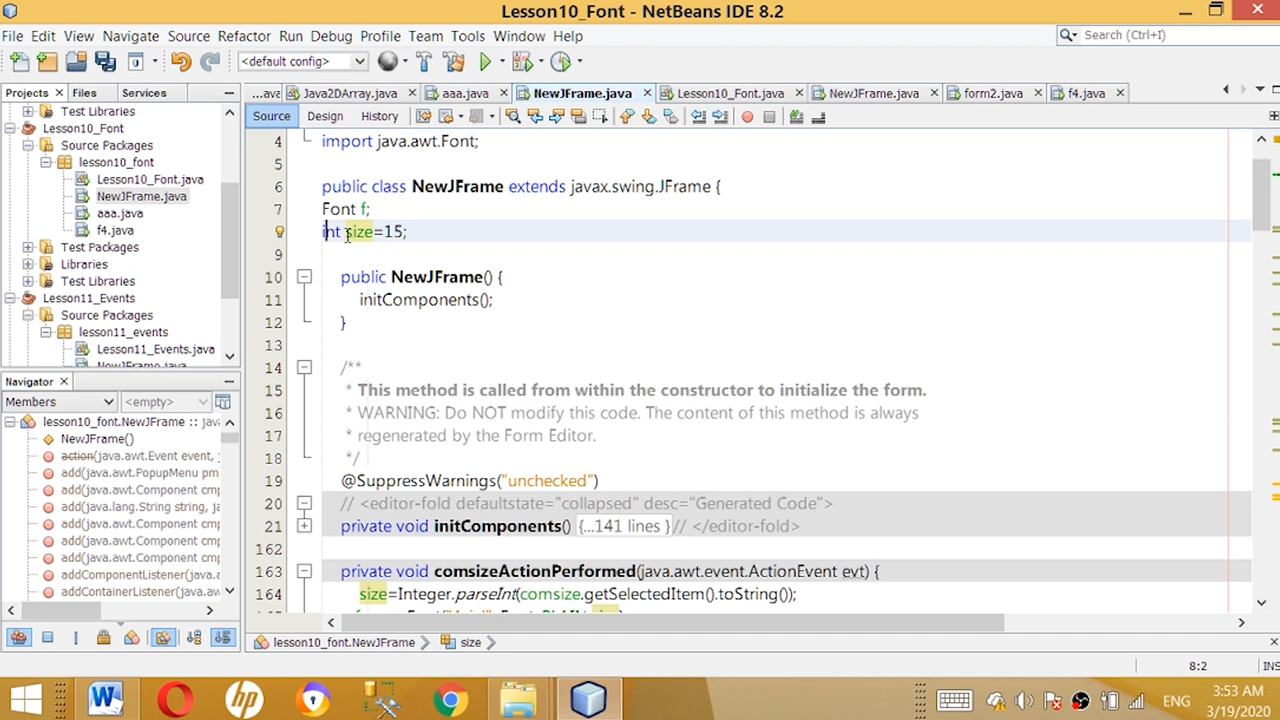 Lesson10_Font - NetBeans IDE 8.2
File Edit View Navigate Source Refactor Run Debug Profile Team Tools Window Help
Search (Ctrl+I)
<default config>
Projects Files Services
...ava Java2DArray.java aaa.java NewJFrame.java Lesson10_Font.java NewJFrame.java form2.java f4.java
Source Design History
Test Libraries
Lesson10_Font
Source Packages
lesson10_font
Lesson10_Font.java
NewJFrame.java
aaa.java
f4.java
Test Packages
Libraries
Test Libraries
Lesson11_Events
Source Packages
lesson11_events
Lesson11_Events.java
NewJFrame.java
Navigator
Members <empty>
lesson10_font.NewJFrame :: java
NewJFrame()
action(java.awt.Event event,
add(java.awt.PopupMenu pm
add(java.awt.Component cmp
add(java.lang.String string, j
add(java.awt.Component cmp
add(java.awt.Component cmp
add(java.awt.Component cmp
addComponentListener(java.a
addContainerListener(java.awt
4 import java.awt.Font;
5
6 public class NewJFrame extends javax.swing.JFrame {
7 Font f;
8 int size=15;
9
10 public NewJFrame() {
11 initComponents();
12 }
13
14 /**
15 * This method is called from within the constructor to initialize the form.
16 * WARNING: Do NOT modify this code. The content of this method is always
17 * regenerated by the Form Editor.
18 */
19 @SuppressWarnings("unchecked")
20 // <editor-fold defaultstate="collapsed" desc="Generated Code">
21 private void initComponents() {...141 lines }// </editor-fold>
162
163 private void comsizeActionPerformed(java.awt.event.ActionEvent evt) {
164 size=Integer.parseInt(comsize.getSelectedItem().toString());
lesson10_font.NewJFrame size
8:2 INS
ENG
3:53 AM
3/19/2020